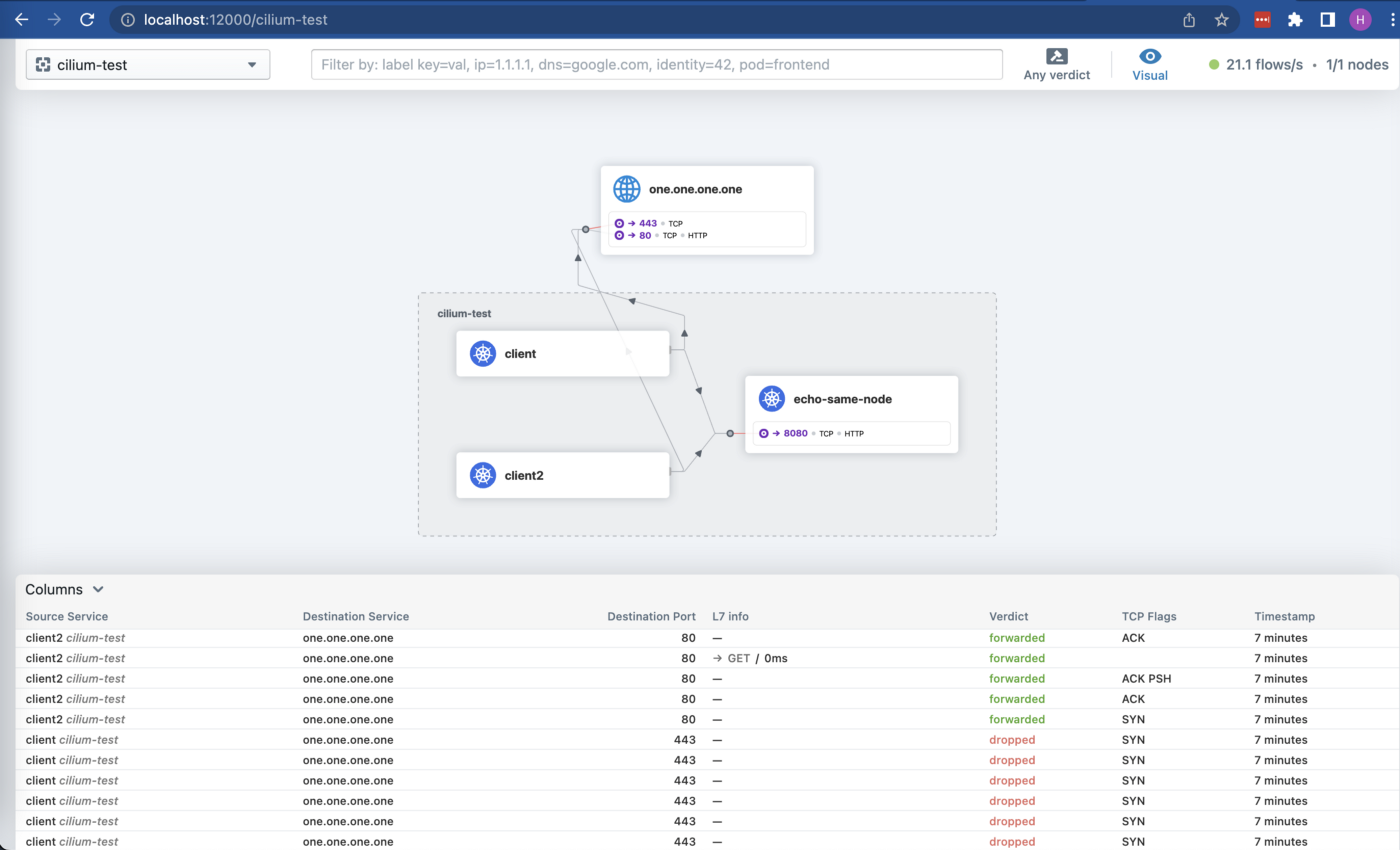 localhost:12000/cilium-test
H
cilium-test
Filter by: label key=val, ip=1.1.1.1, dns=google.com, identity=42, pod=frontend
Any verdict
Visual
21.1 flows/s • 1/1 nodes
one.one.one.one
→ 443 • TCP
→ 80 • TCP • HTTP
cilium-test
client
echo-same-node
→ 8080 • TCP • HTTP
client2
Columns
Source Service Destination Service Destination Port L7 info Verdict TCP Flags Timestamp
client2 cilium-test one.one.one.one 80 — forwarded ACK 7 minutes
client2 cilium-test one.one.one.one 80 → GET / 0ms forwarded 7 minutes
client2 cilium-test one.one.one.one 80 — forwarded ACK PSH 7 minutes
client2 cilium-test one.one.one.one 80 — forwarded ACK 7 minutes
client2 cilium-test one.one.one.one 80 — forwarded SYN 7 minutes
client cilium-test one.one.one.one 443 — dropped SYN 7 minutes
client cilium-test one.one.one.one 443 — dropped SYN 7 minutes
client cilium-test one.one.one.one 443 — dropped SYN 7 minutes
client cilium-test one.one.one.one 443 — dropped SYN 7 minutes
client cilium-test one.one.one.one 443 — dropped SYN 7 minutes
client cilium-test one.one.one.one 443 — dropped SYN 7 minutes